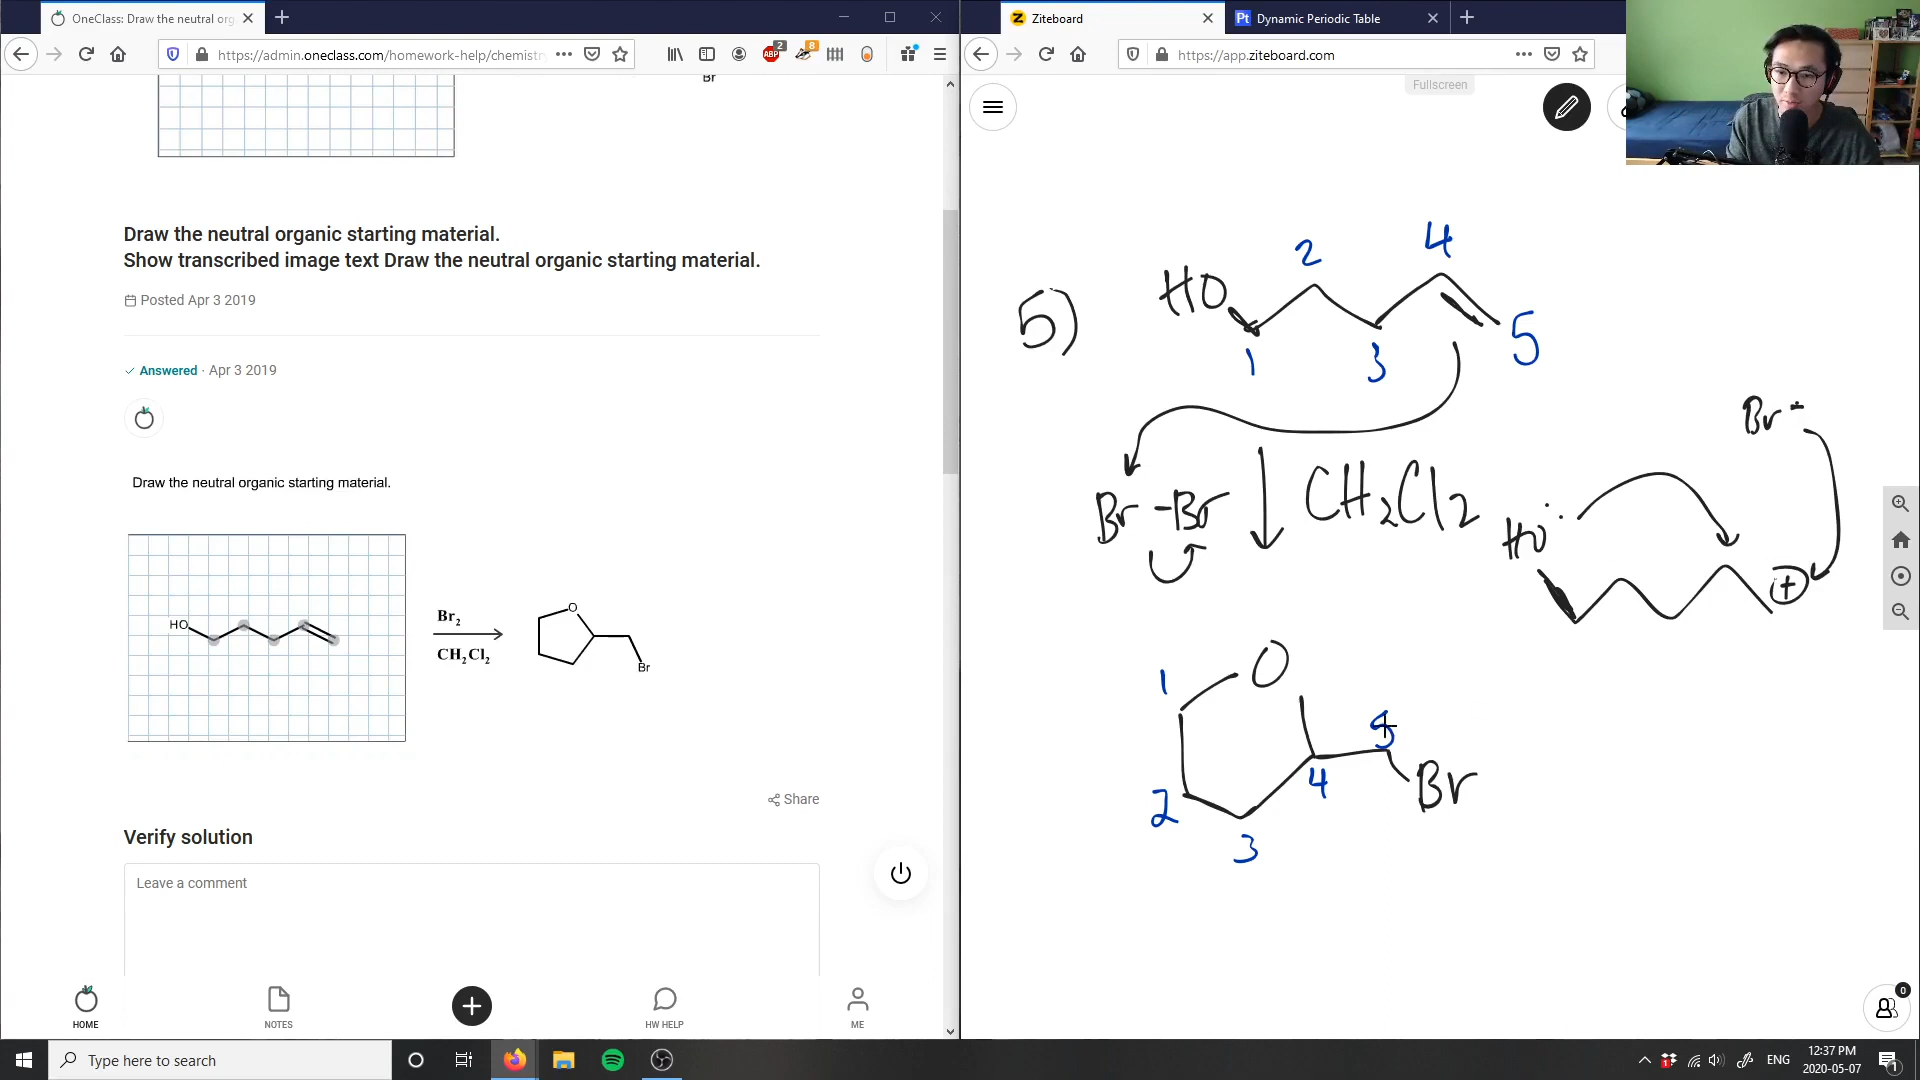 OneClass: Draw the neutral org
https://admin.oneclass.com/homework-help/chemistr
2
8
Br
Draw the neutral organic starting material.
Show transcribed image text Draw the neutral organic starting material.
Posted Apr 3 2019
Answered · Apr 3 2019
Draw the neutral organic starting material.
HO
Br2
CH2Cl2
O
Br
Share
Verify solution
Leave a comment
HOME
NOTES
HW HELP
ME
Ziteboard
Pt Dynamic Periodic Table
https://app.ziteboard.com
Fullscreen
5)
HO
1
2
3
4
5
Br-Br
CH2Cl2
Br-
HO
+
O
1
2
3
4
5
Br
0
Type here to search
ENG
12:37 PM
2020-05-07
1